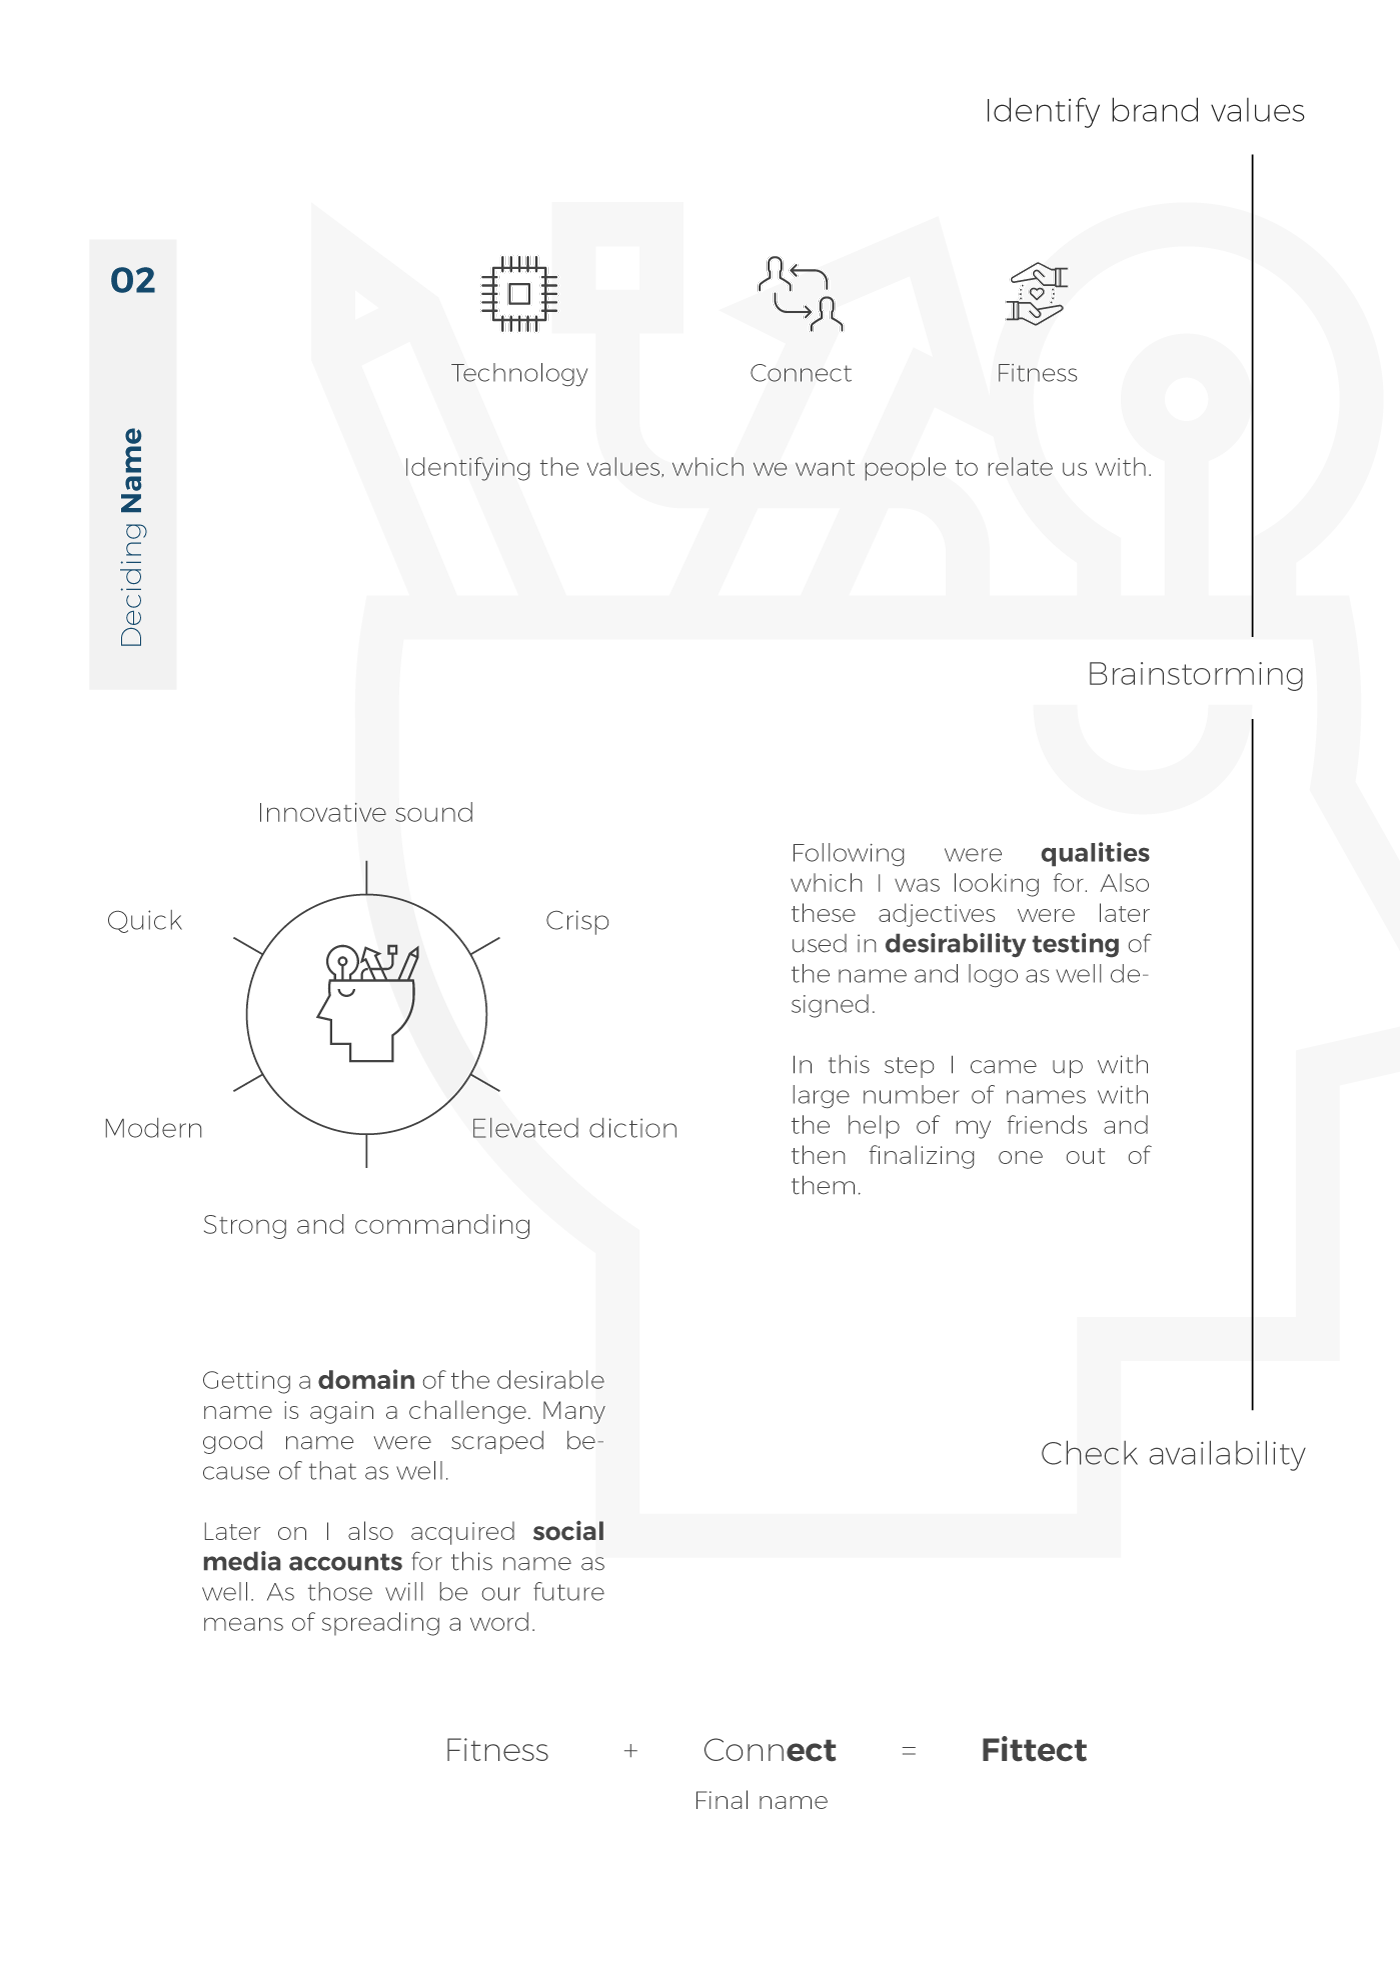 Identify brand values
02
Deciding Name
Technology
Connect
Fitness
Identifying the values, which we want people to relate us with.
Brainstorming
Innovative sound
Quick
Crisp
Modern
Elevated diction
Strong and commanding
Following were qualities
which I was looking for. Also
these adjectives were later
used in desirability testing of
the name and logo as well de-
signed.
In this step I came up with
large number of names with
the help of my friends and
then finalizing one out of
them.
Getting a domain of the desirable
name is again a challenge. Many
good name were scraped be-
cause of that as well.
Check availability
Later on I also acquired social
media accounts for this name as
well. As those will be our future
means of spreading a word.
Fitness + Connect = Fittect
Final name